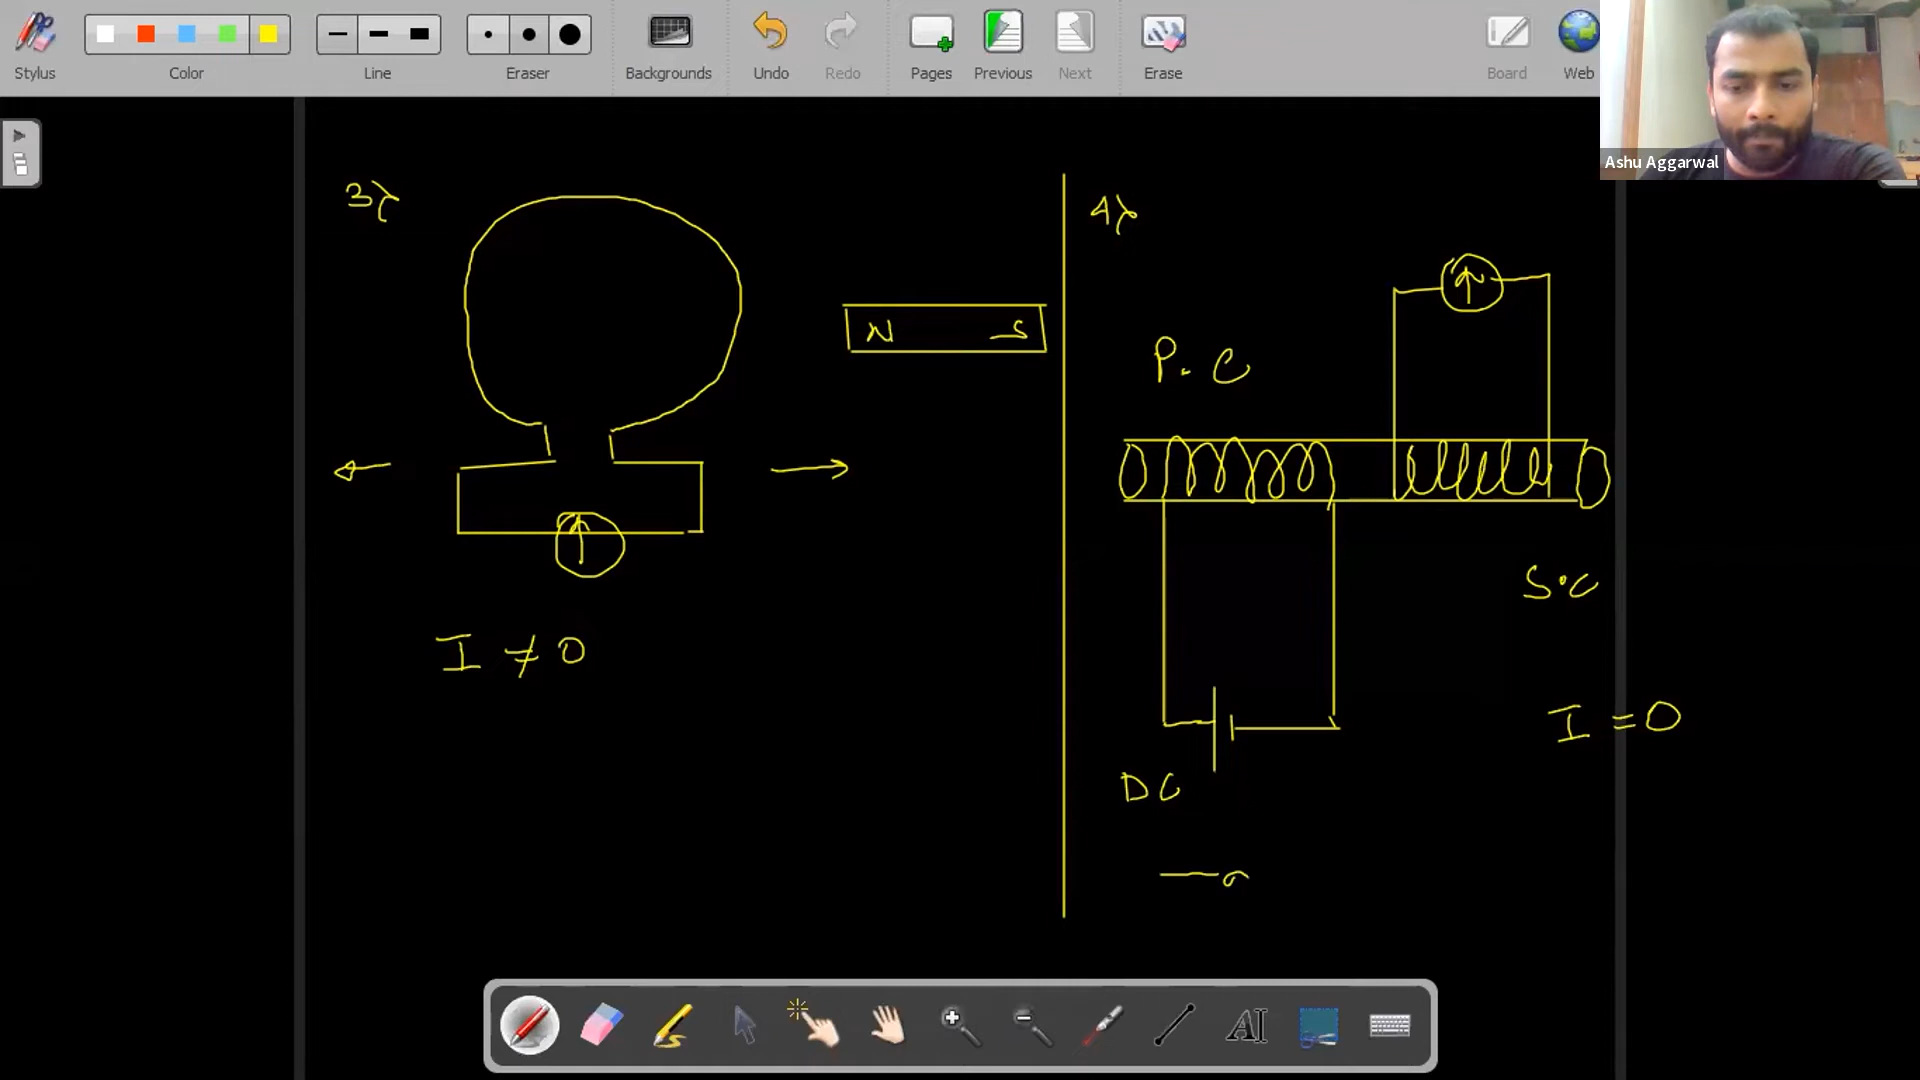 Stylus
Color
Line
Eraser
Backgrounds
Undo
Redo
Pages
Previous
Next
Erase
Board
Web
Ashu Aggarwal
3)
N S
I ≠ 0
4)
P. C
S.C
I = 0
DC